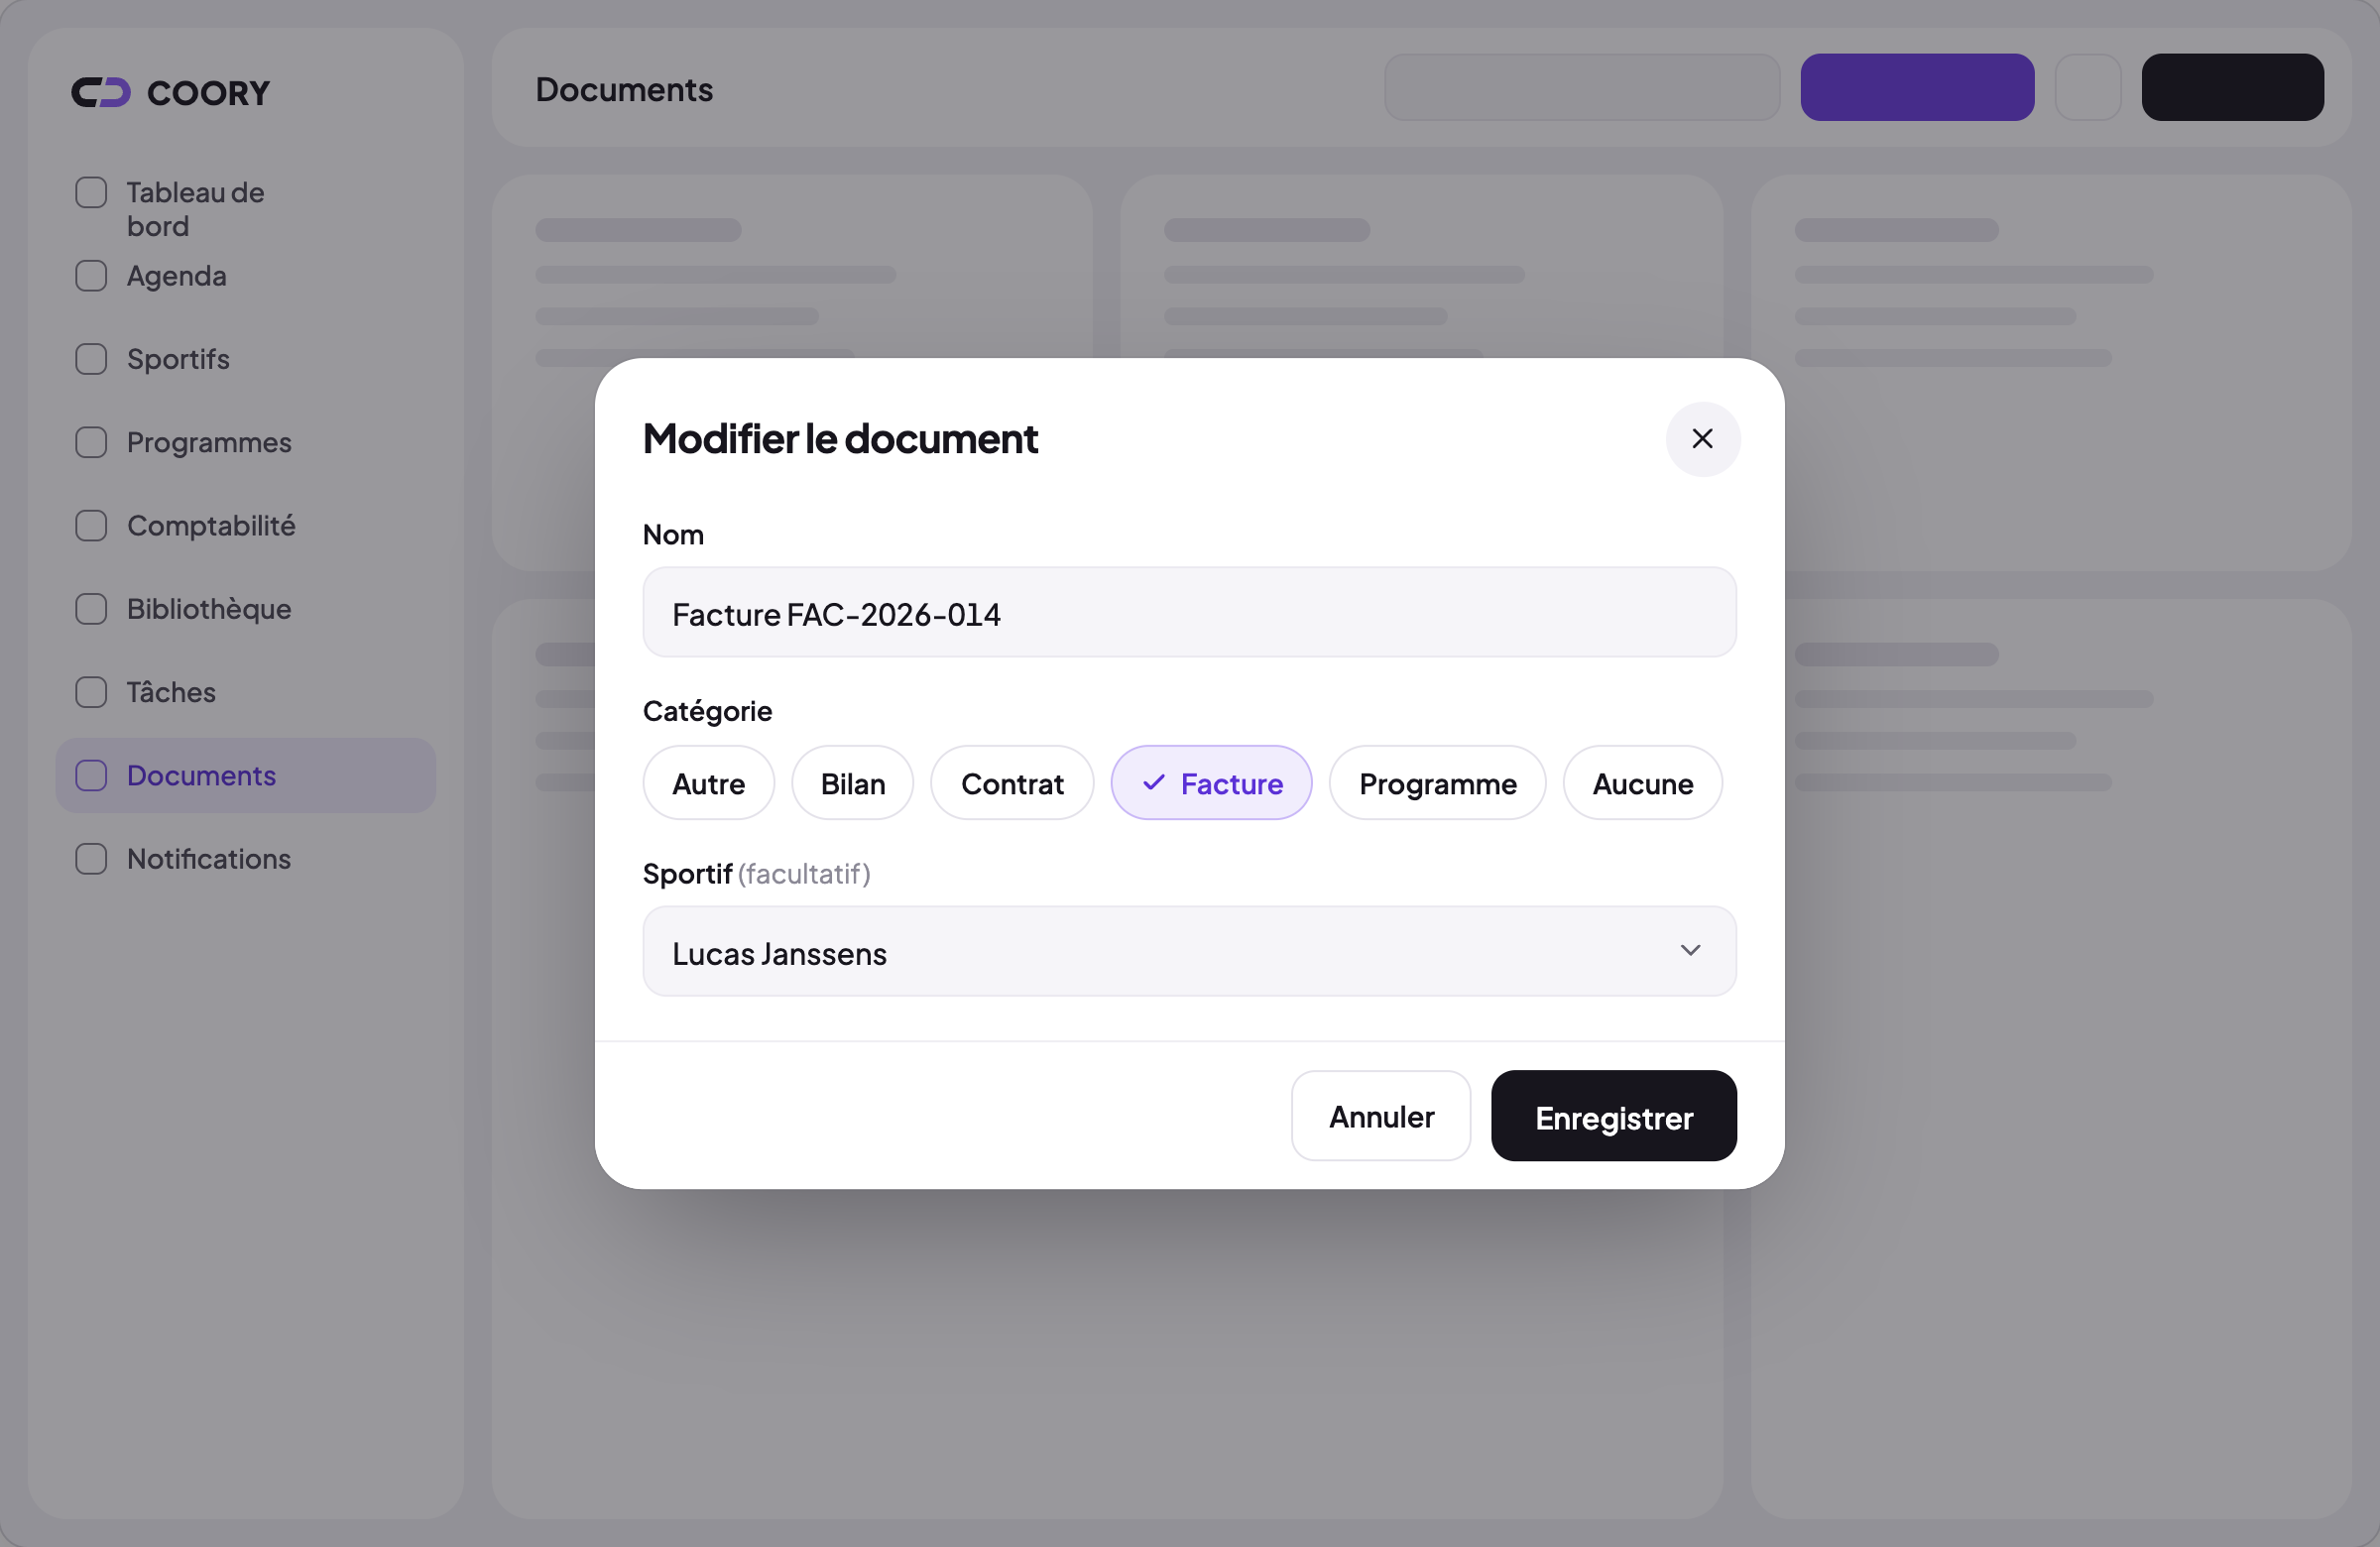 COORY
Tableau de
bord
Agenda
Sportifs
Programmes
Comptabilité
Bibliothèque
Tâches
Documents
Notifications
Documents
Modifier le document
Nom
Facture FAC-2026-014
Catégorie
Autre Bilan Contrat Facture Programme Aucune
Sportif (facultatif)
Lucas Janssens
Annuler Enregistrer